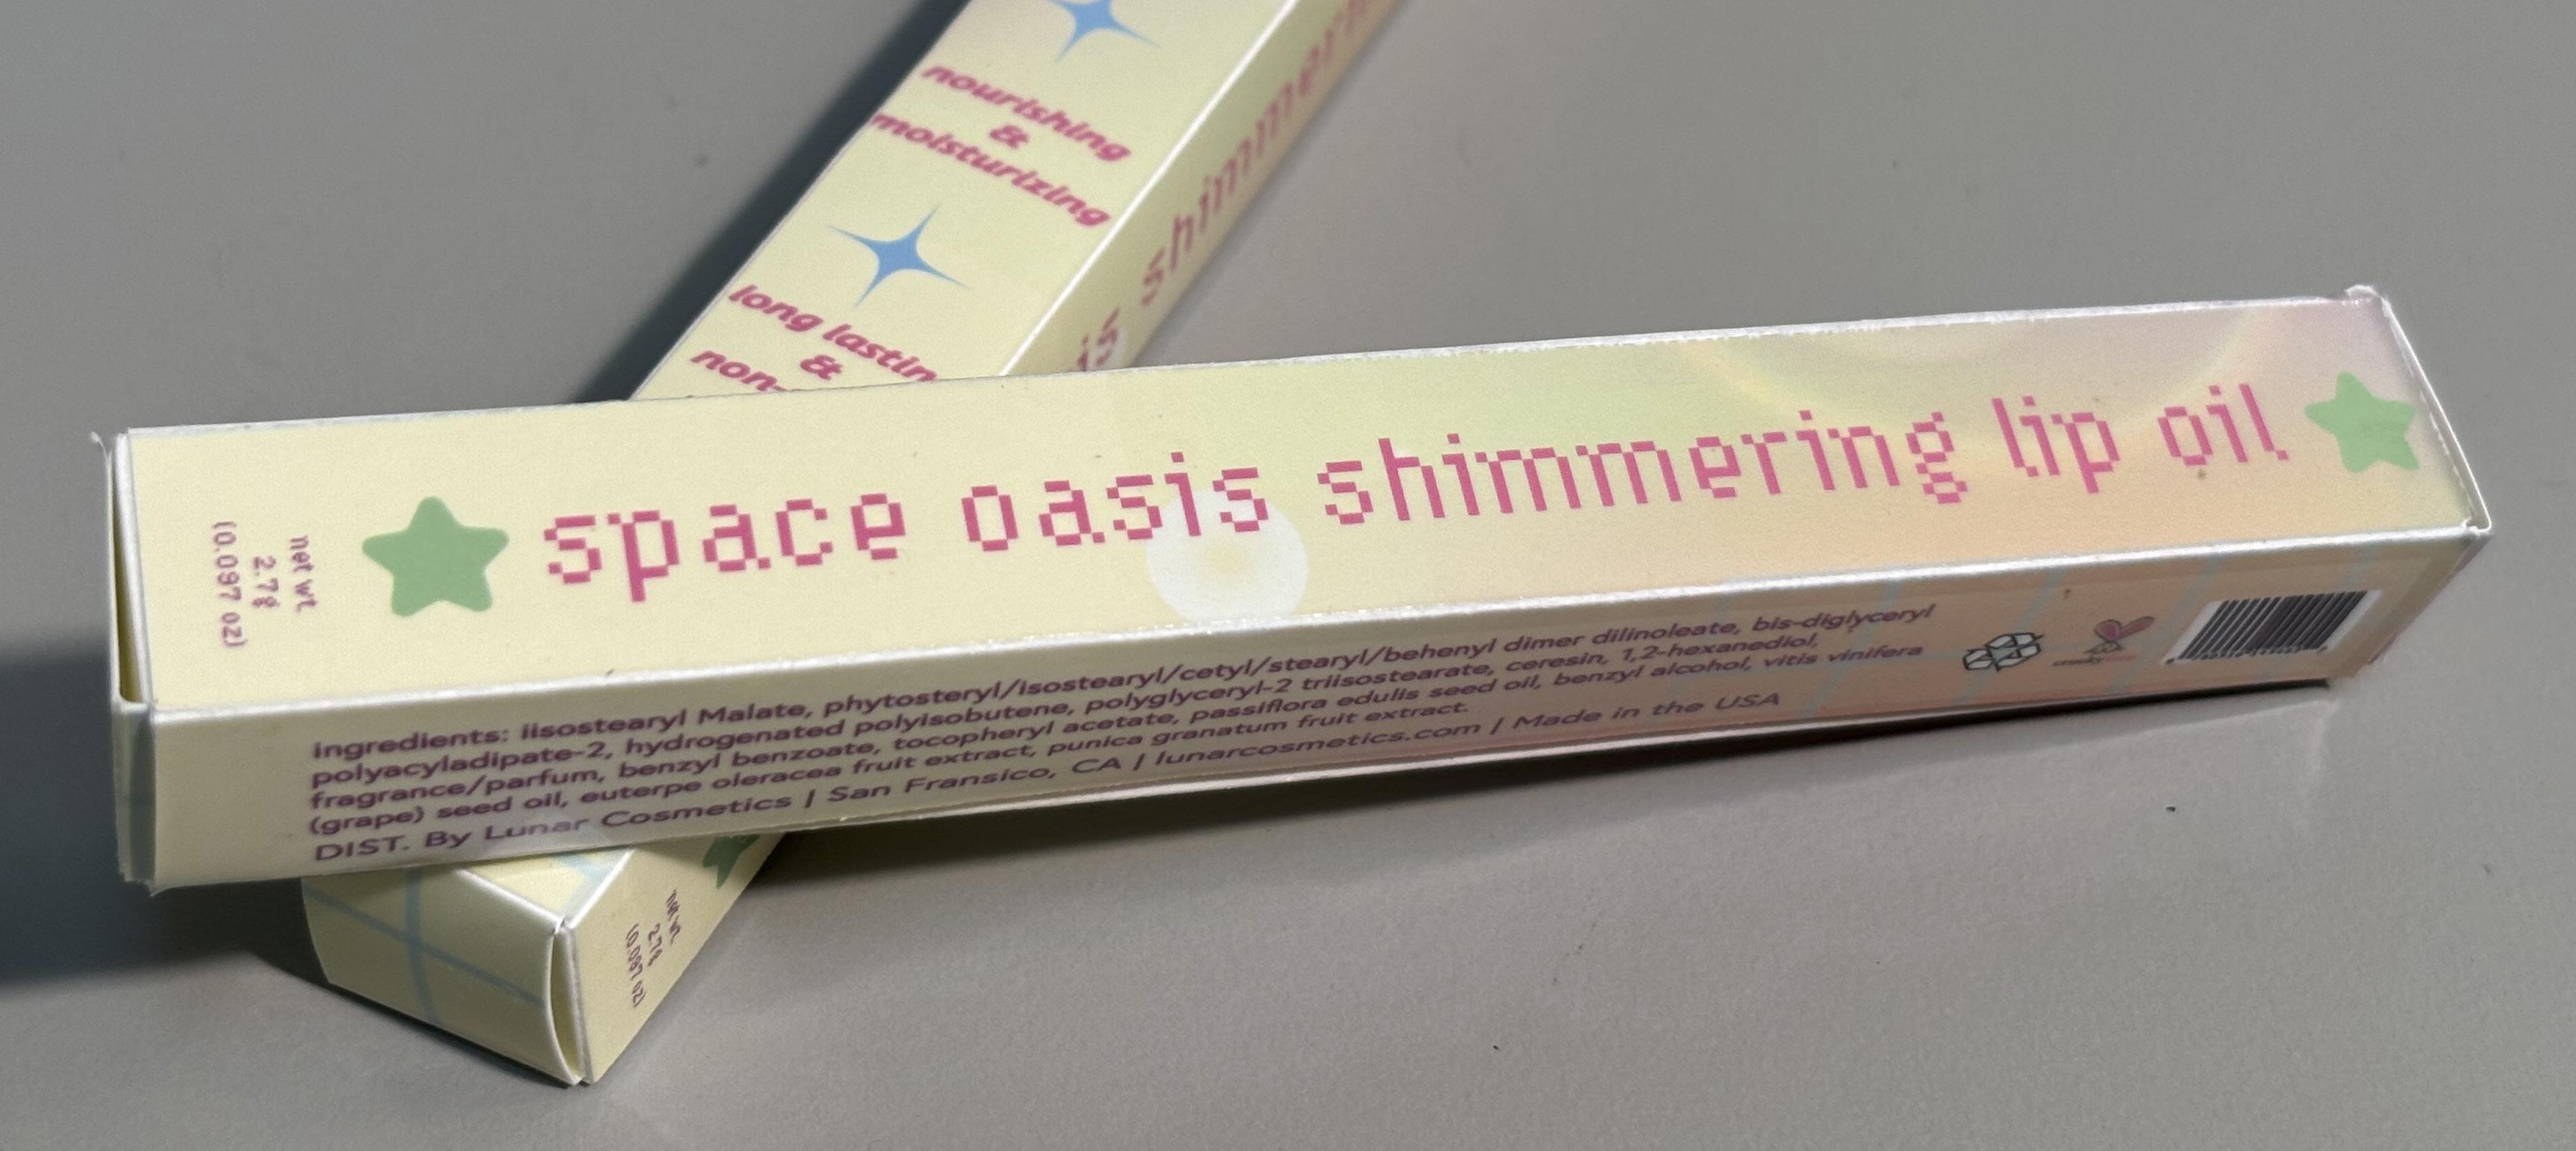 nourishing
&
moisturizing
long lastin
&
non-
is shimmerin
net wt.
2.7g
(0.097 oz)
space oasis shimmering lip oil
ingredients: iisostearyl Malate, phytosteryl/isostearyl/cetyl/stearyl/behenyl dimer dilinoleate, bis-diglyceryl
polyacyladipate-2, hydrogenated polyisobutene, polyglyceryl-2 triisostearate, ceresin, 1,2-hexanediol,
fragrance/parfum, benzyl benzoate, tocopheryl acetate, passiflora edulis seed oil, benzyl alcohol, vitis vinifera
(grape) seed oil, euterpe oleracea fruit extract, punica granatum fruit extract.
DIST. By Lunar Cosmetics | San Fransico, CA | lunarcosmetics.com | Made in the USA
cruelty
net wt.
2.7g
(0.097 oz)